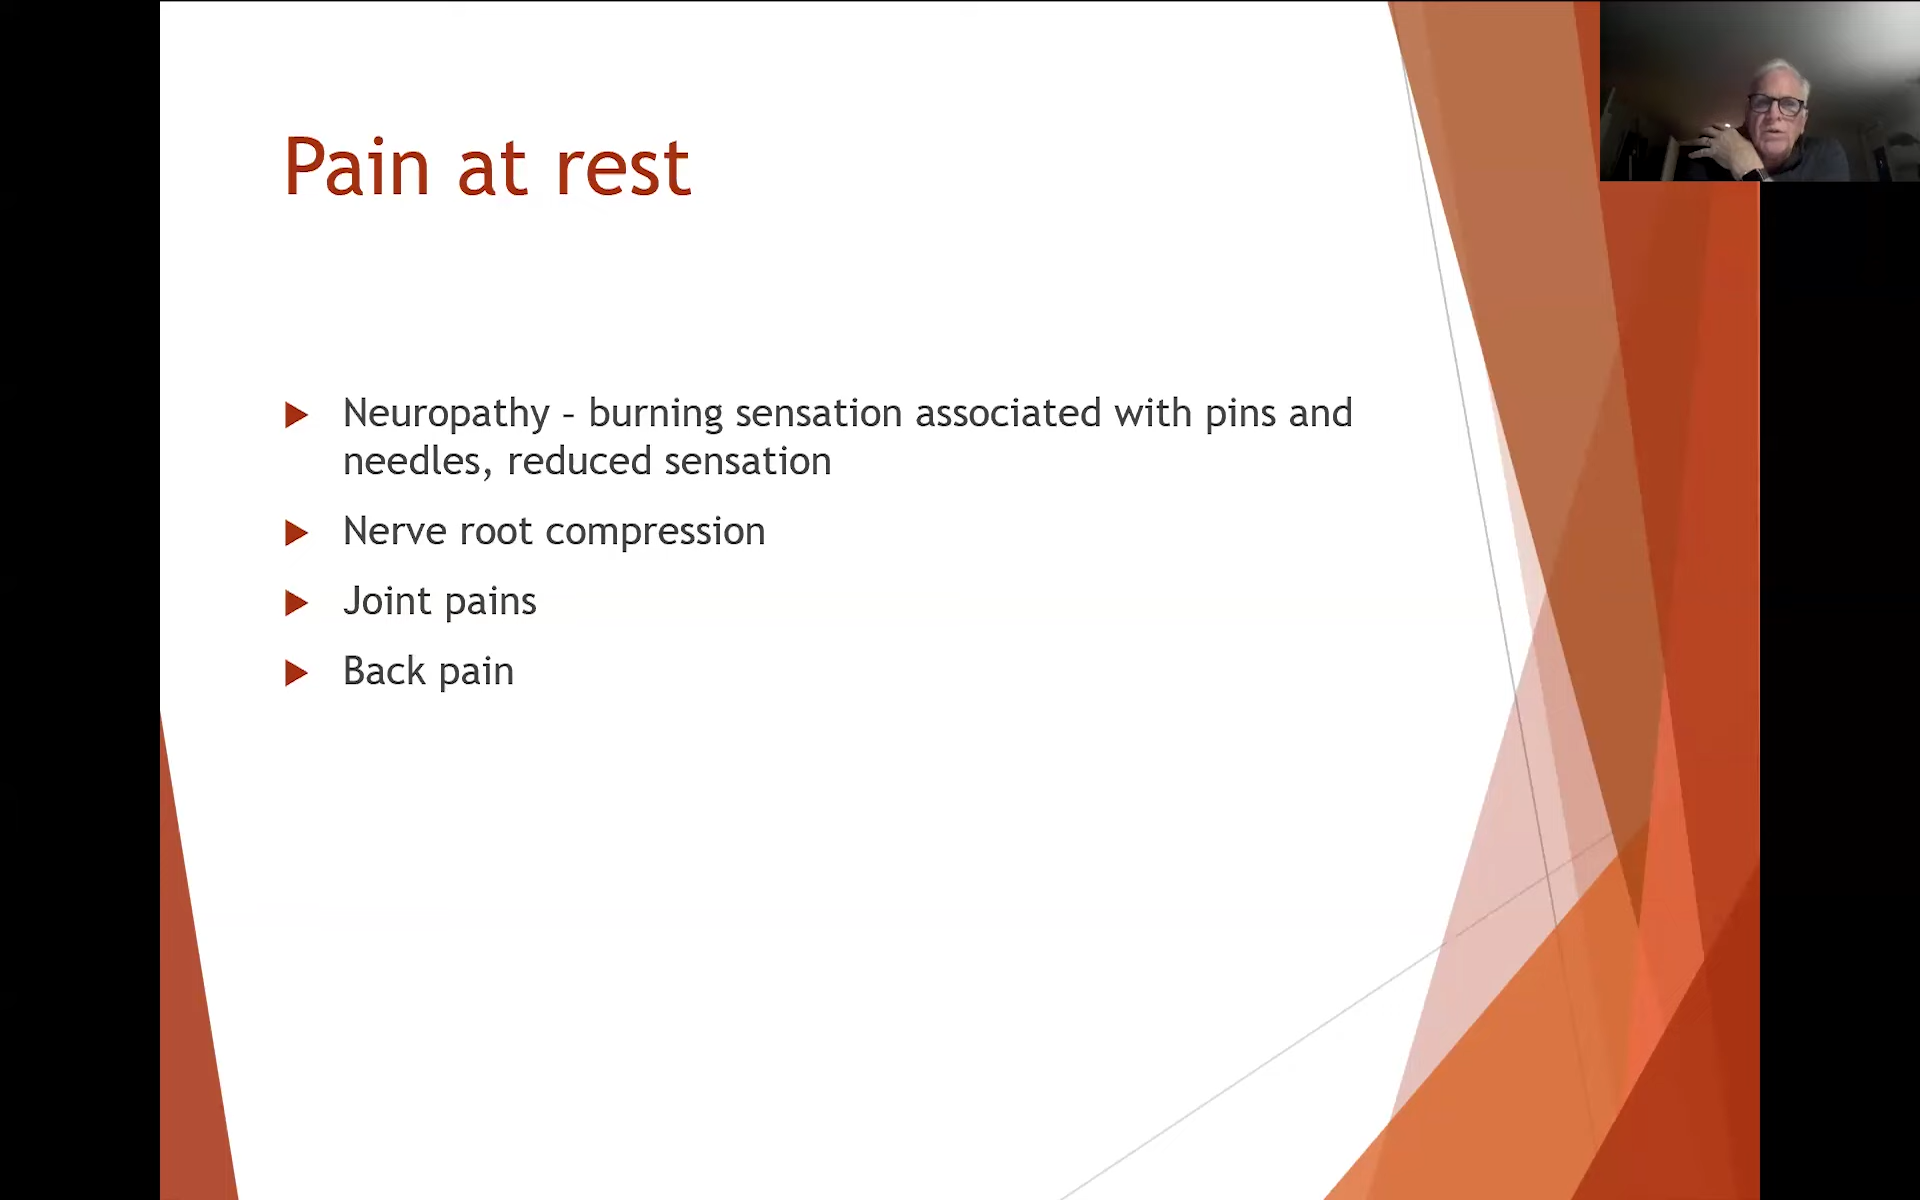 Pain at rest
Neuropathy – burning sensation associated with pins and
needles, reduced sensation
Nerve root compression
Joint pains
Back pain